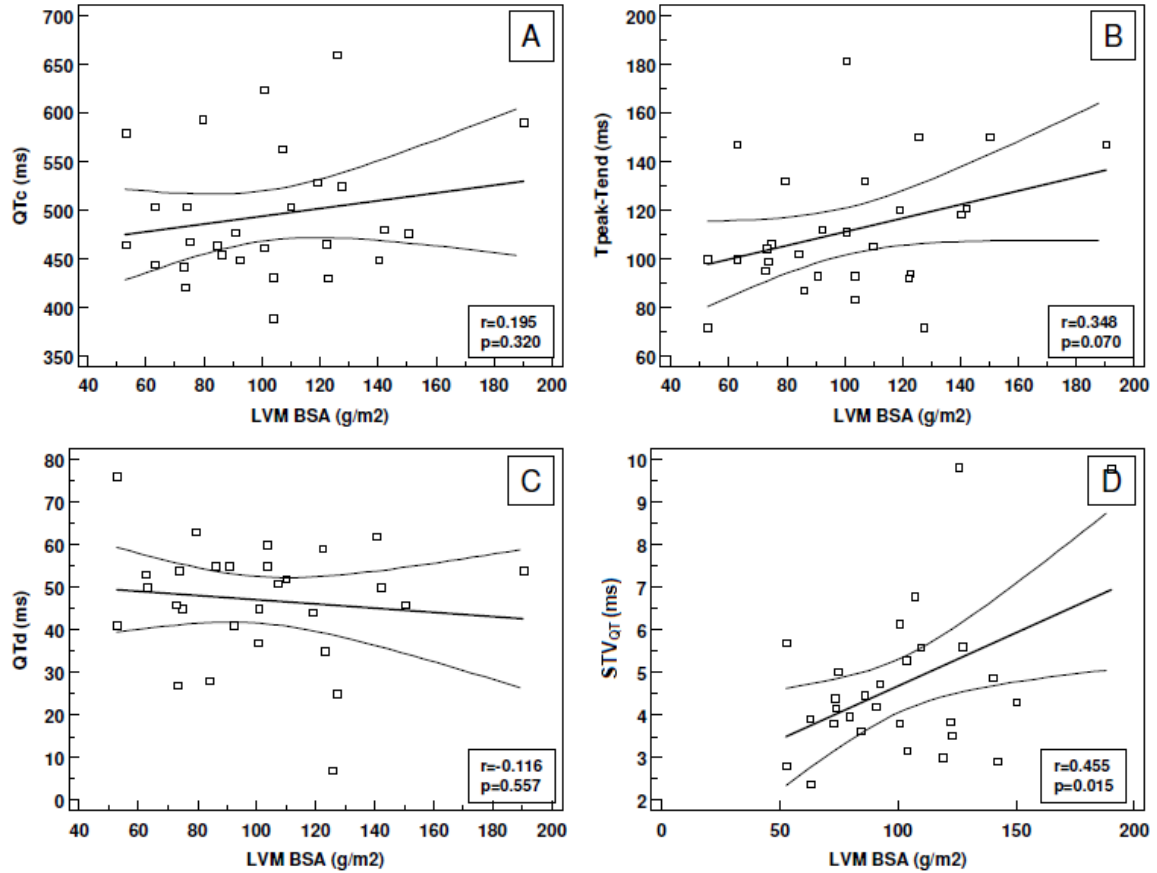 A
700
650
600
550
500
450
400
350
QTc (ms)
r=0.195
p=0.320
40 60 80 100 120 140 160 180 200
LVM BSA (g/m2)
B
200
180
160
140
120
100
80
60
Tpeak-Tend (ms)
r=0.348
p=0.070
40 60 80 100 120 140 160 180 200
LVM BSA (g/m2)
C
80
70
60
50
40
30
20
10
0
QTd (ms)
r=-0.116
p=0.557
40 60 80 100 120 140 160 180 200
LVM BSA (g/m2)
D
10
9
8
7
6
5
4
3
2
STVQT (ms)
r=0.455
p=0.015
0 50 100 150 200
LVM BSA (g/m2)